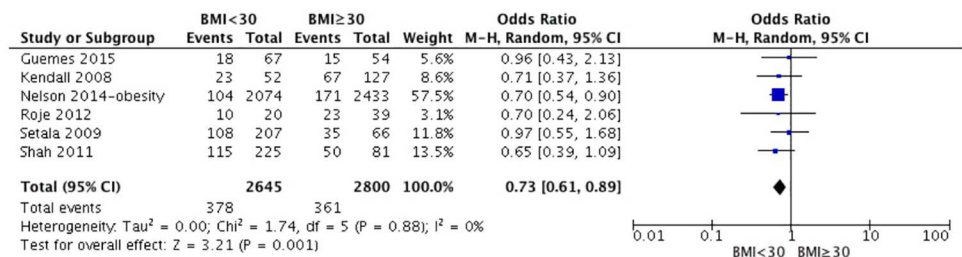 BMI<30 BMI≥30 Odds Ratio Odds Ratio
Study or Subgroup Events Total Events Total Weight M-H, Random, 95% CI M-H, Random, 95% CI
Guemes 2015 18 67 15 54 5.6% 0.96 [0.43, 2.13]
Kendall 2008 23 52 67 127 8.6% 0.71 [0.37, 1.36]
Nelson 2014-obesity 104 2074 171 2433 57.5% 0.70 [0.54, 0.90]
Roje 2012 10 20 23 39 3.1% 0.70 [0.24, 2.06]
Setala 2009 108 207 35 66 11.8% 0.97 [0.55, 1.68]
Shah 2011 115 225 50 81 13.5% 0.65 [0.39, 1.09]
Total (95% CI) 2645 2800 100.0% 0.73 [0.61, 0.89]
Total events 378 361
Heterogeneity: Tau² = 0.00; Chi² = 1.74, df = 5 (P = 0.88); I² = 0%
Test for overall effect: Z = 3.21 (P = 0.001)
0.01 0.1 1 10 100
BMI<30 BMI≥30